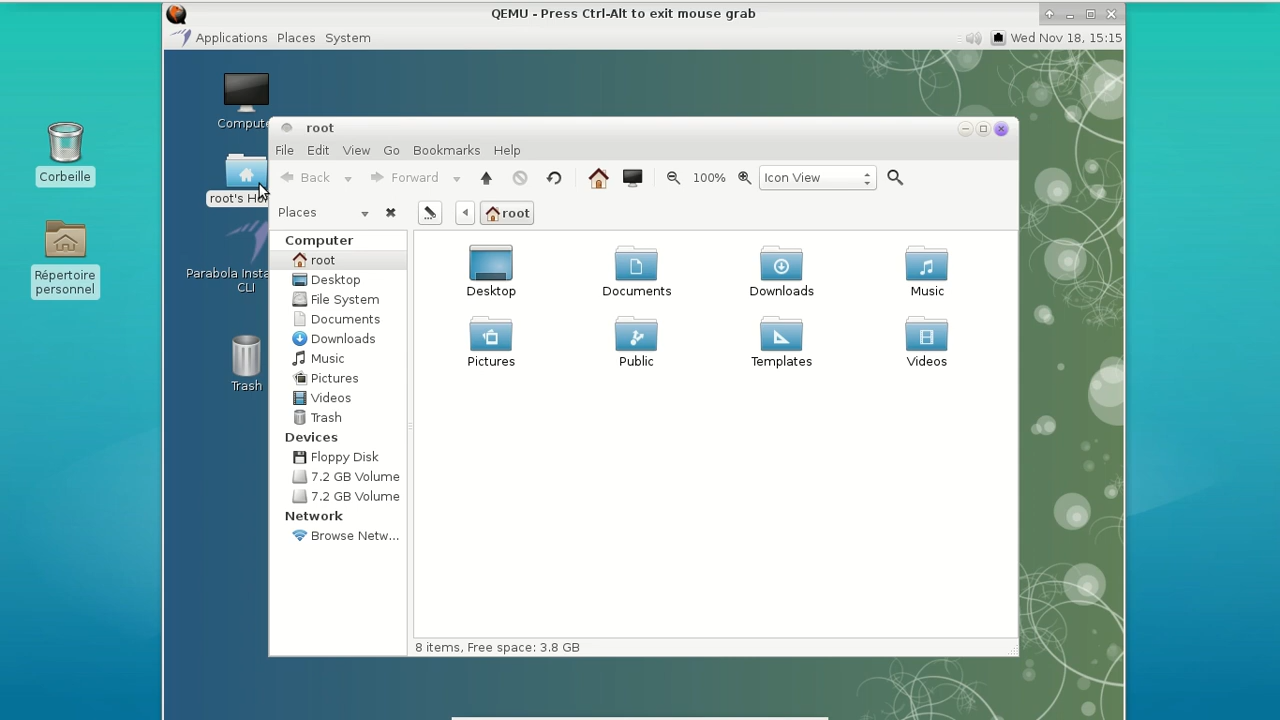 QEMU - Press Ctrl-Alt to exit mouse grab
Applications Places System
Wed Nov 18, 15:15
Corbeille
Répertoire
personnel
root's Ho
Parabola Insta
CLI
Trash
root
File Edit View Go Bookmarks Help
Back Forward 100% Icon View
Places root
Computer
root
Desktop
File System
Documents
Downloads
Music
Pictures
Videos
Trash
Devices
Floppy Disk
7.2 GB Volume
7.2 GB Volume
Network
Browse Netw...
Desktop Documents Downloads Music
Pictures Public Templates Videos
8 items, Free space: 3.8 GB